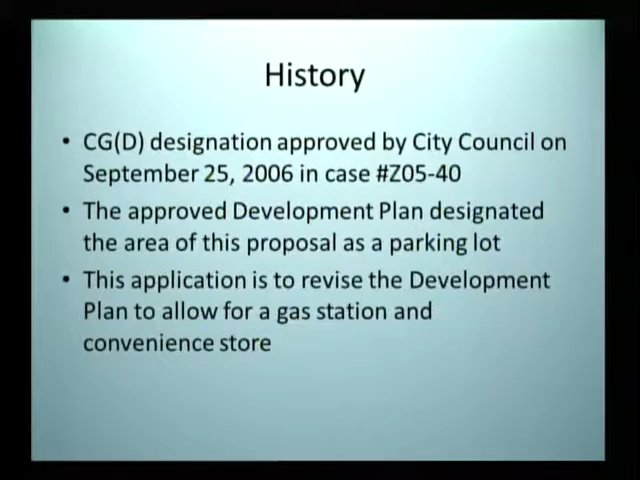 History
• CG(D) designation approved by City Council on
September 25, 2006 in case #Z05-40
• The approved Development Plan designated
the area of this proposal as a parking lot
• This application is to revise the Development
Plan to allow for a gas station and
convenience store